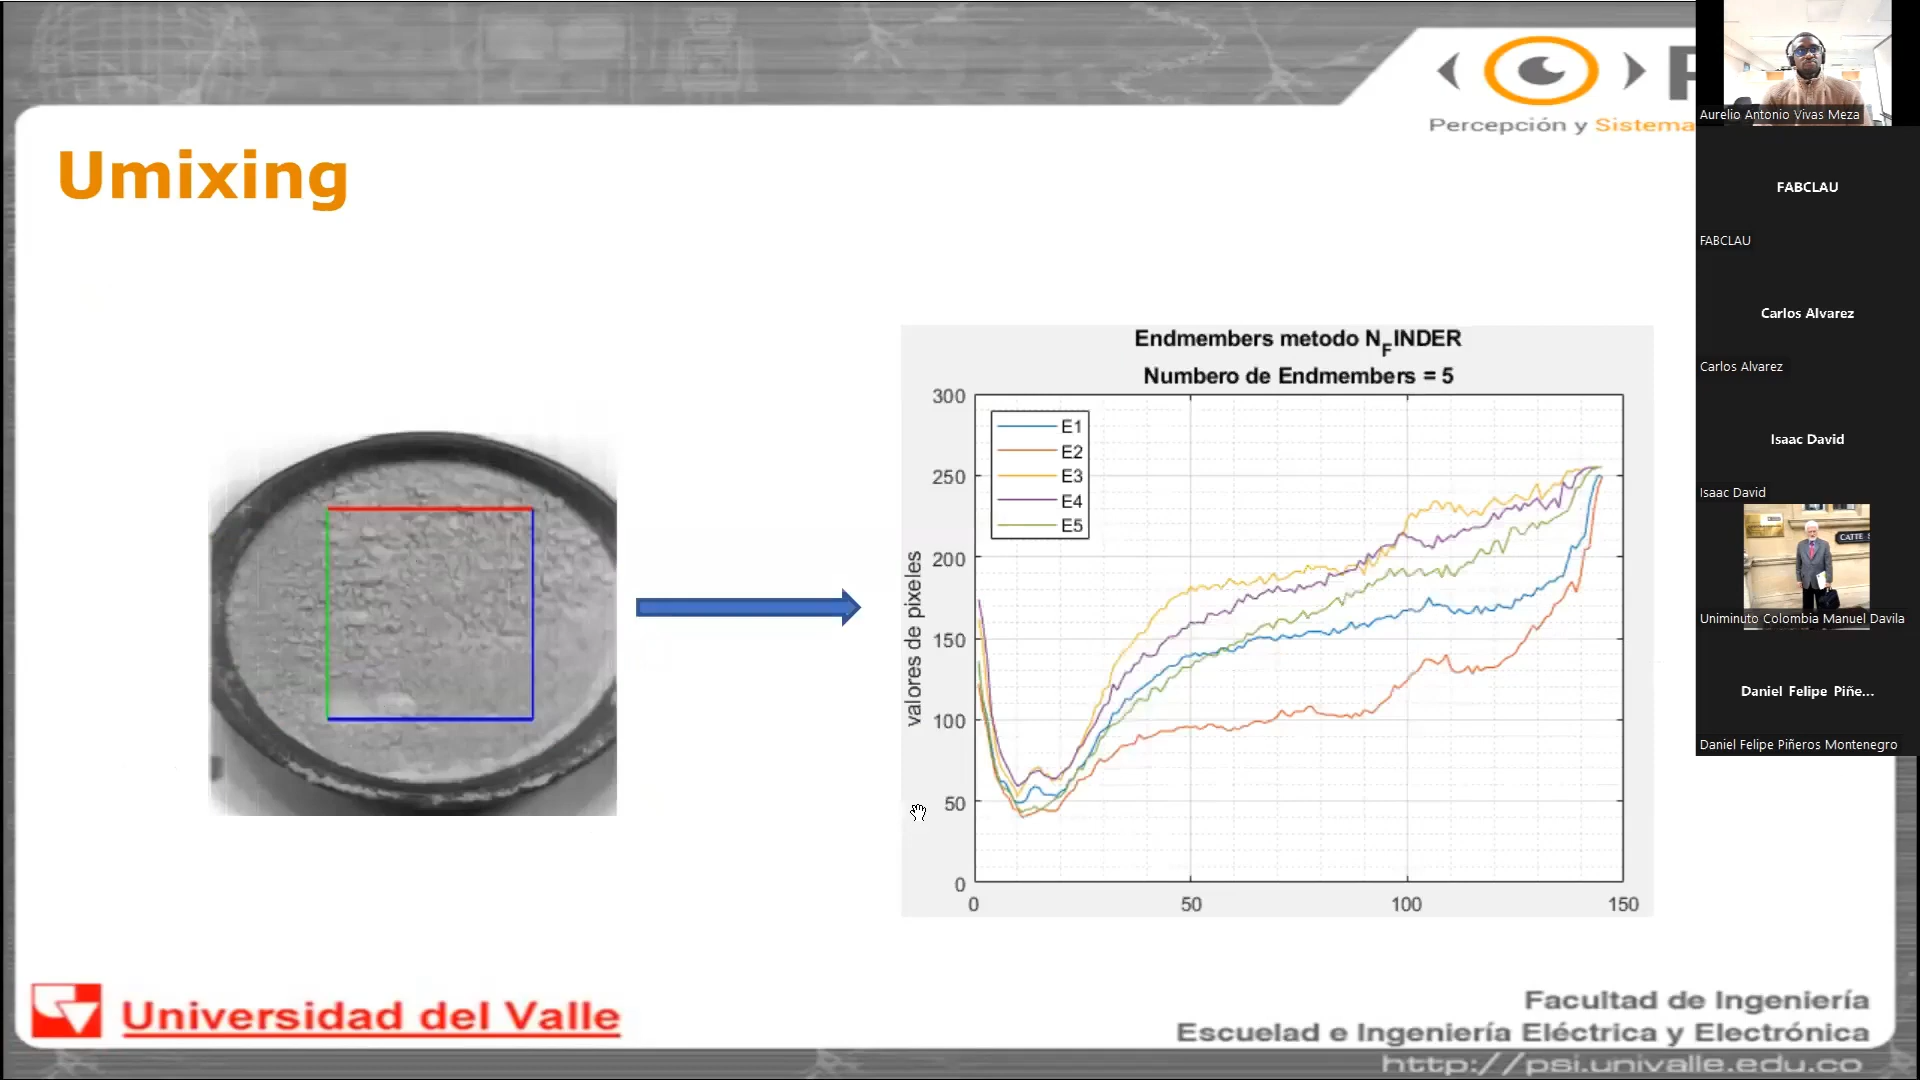 Percepción y Sistema
Umixing
Endmembers metodo N_FINDER
Numbero de Endmembers = 5
E1
E2
E3
E4
E5
valores de pixeles
300
250
200
150
100
50
0
0
50
100
150
Universidad del Valle
Facultad de Ingeniería
Escuelad e Ingeniería Eléctrica y Electrónica
http://psi.univalle.edu.co
Aurelio Antonio Vivas Meza
FABCLAU
FABCLAU
Carlos Alvarez
Carlos Alvarez
Isaac David
Isaac David
CATTE
Uniminuto Colombia Manuel Davila
Daniel Felipe Piñe...
Daniel Felipe Piñeros Montenegro